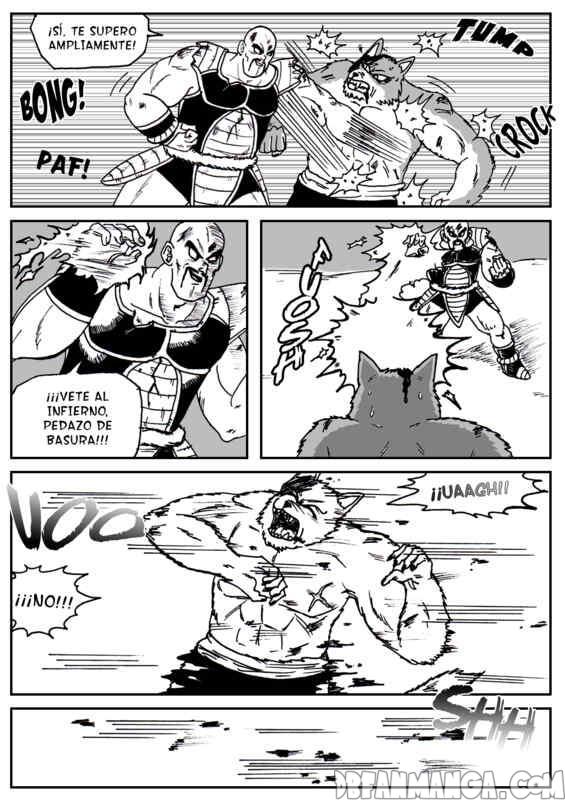 ¡SÍ, TE SUPERO
AMPLIAMENTE!
TUMP
BONG!
CROCK
PAF!
FUOSH
¡¡¡VETE AL
INFIERNO,
PEDAZO DE
BASURA!!!
¡¡UAAGH!!
VOO
¡¡¡NO!!!
SHH
DBFANMANGA.COM